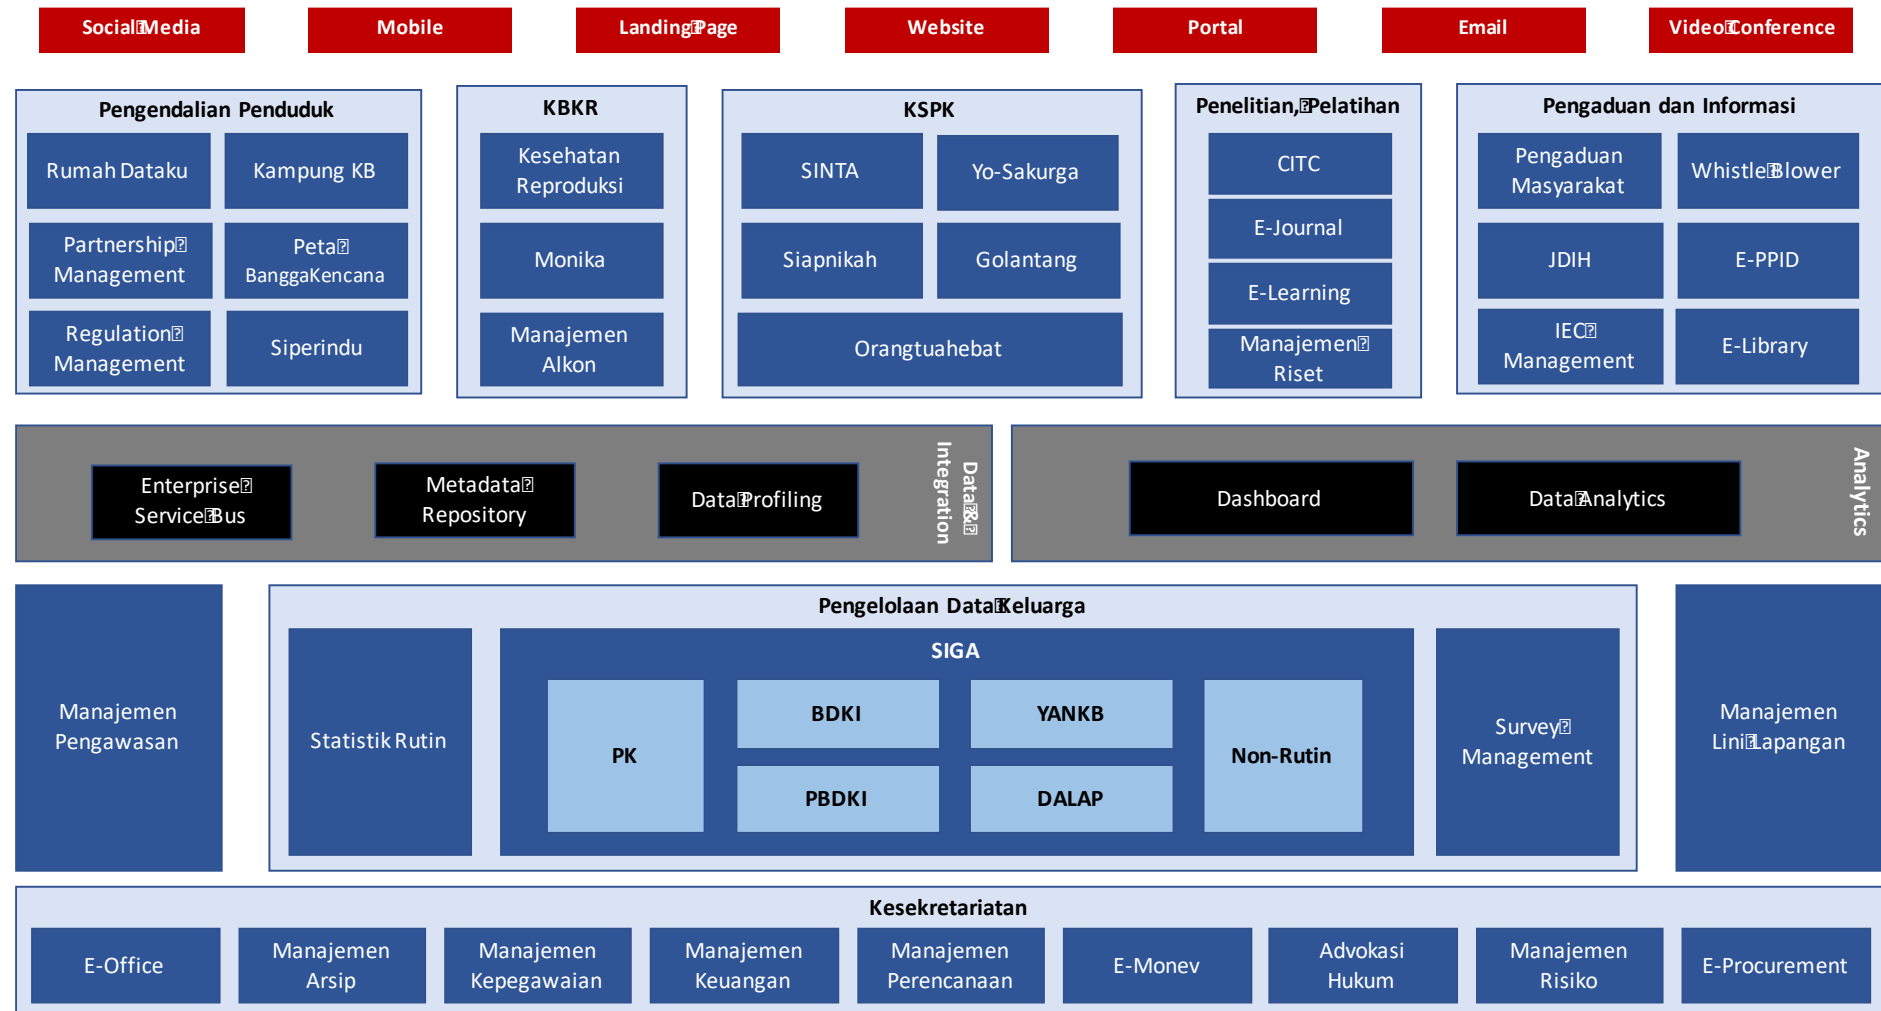 Social Media
Mobile
Landing Page
Website
Portal
Email
Video Conference
Pengendalian Penduduk
Rumah Dataku
Kampung KB
Partnership
Management
Peta
BanggaKencana
Regulation
Management
Siperindu
KBKR
Kesehatan
Reproduksi
Monika
Manajemen
Alkon
KSPK
SINTA
Yo-Sakurga
Siapnikah
Golantang
Orangtuahebat
Penelitian, Pelatihan
CITC
E-Journal
E-Learning
Manajemen
Riset
Pengaduan dan Informasi
Pengaduan
Masyarakat
Whistle Blower
JDIH
E-PPID
IEC
Management
E-Library
Enterprise
Service Bus
Metadata
Repository
Data Profiling
Data &
Integration
Dashboard
Data Analytics
Analytics
Manajemen
Pengawasan
Pengelolaan Data Keluarga
Statistik Rutin
SIGA
PK
BDKI
YANKB
PBDKI
DALAP
Non-Rutin
Survey
Management
Manajemen
Lini Lapangan
Kesekretariatan
E-Office
Manajemen
Arsip
Manajemen
Kepegawaian
Manajemen
Keuangan
Manajemen
Perencanaan
E-Monev
Advokasi
Hukum
Manajemen
Risiko
E-Procurement